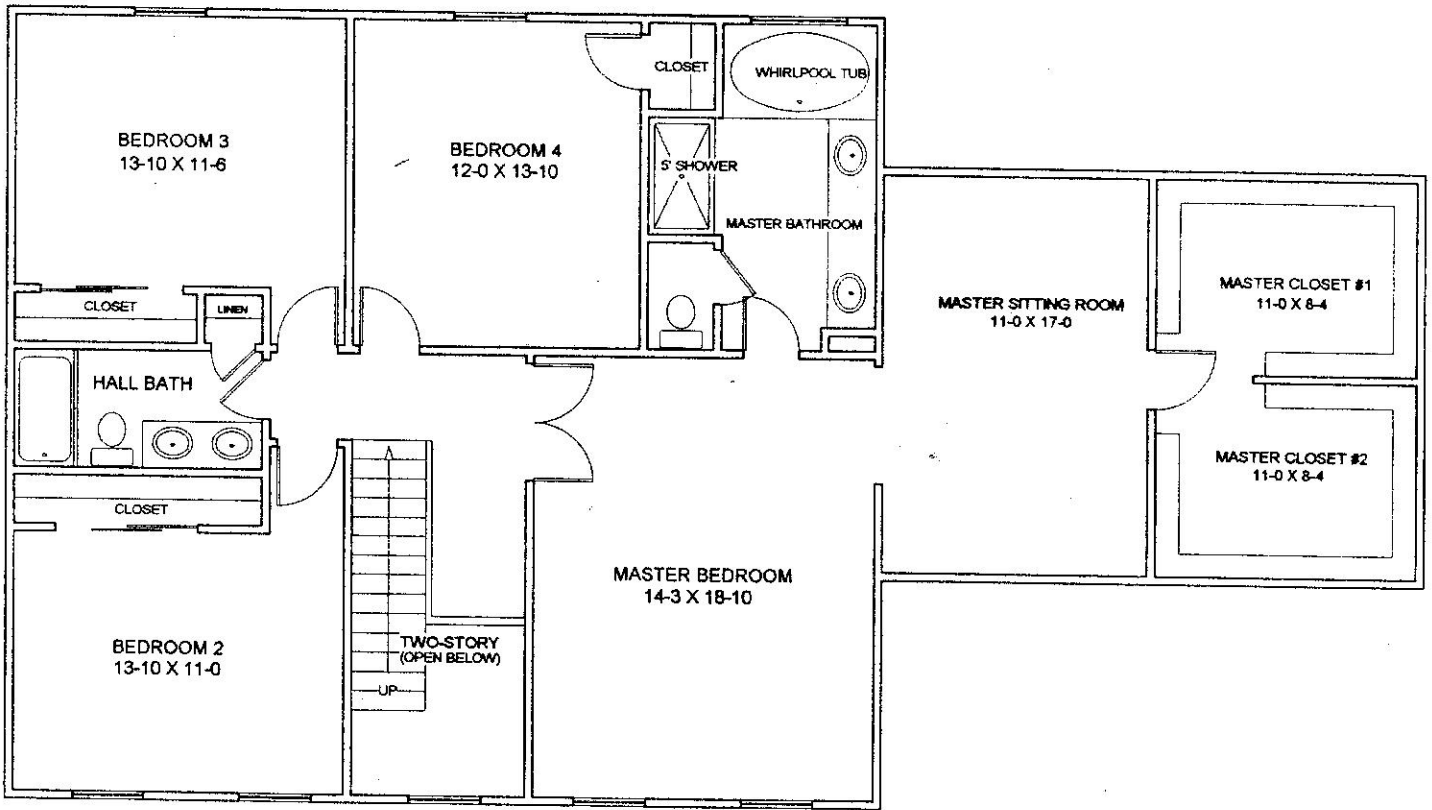 BEDROOM 3
13-10 X 11-6
BEDROOM 4
12-0 X 13-10
CLOSET
WHIRLPOOL TUB
5' SHOWER
MASTER BATHROOM
CLOSET
LINEN
HALL BATH
MASTER SITTING ROOM
11-0 X 17-0
MASTER CLOSET #1
11-0 X 8-4
MASTER CLOSET #2
11-0 X 8-4
CLOSET
BEDROOM 2
13-10 X 11-0
TWO-STORY
(OPEN BELOW)
UP
MASTER BEDROOM
14-3 X 18-10